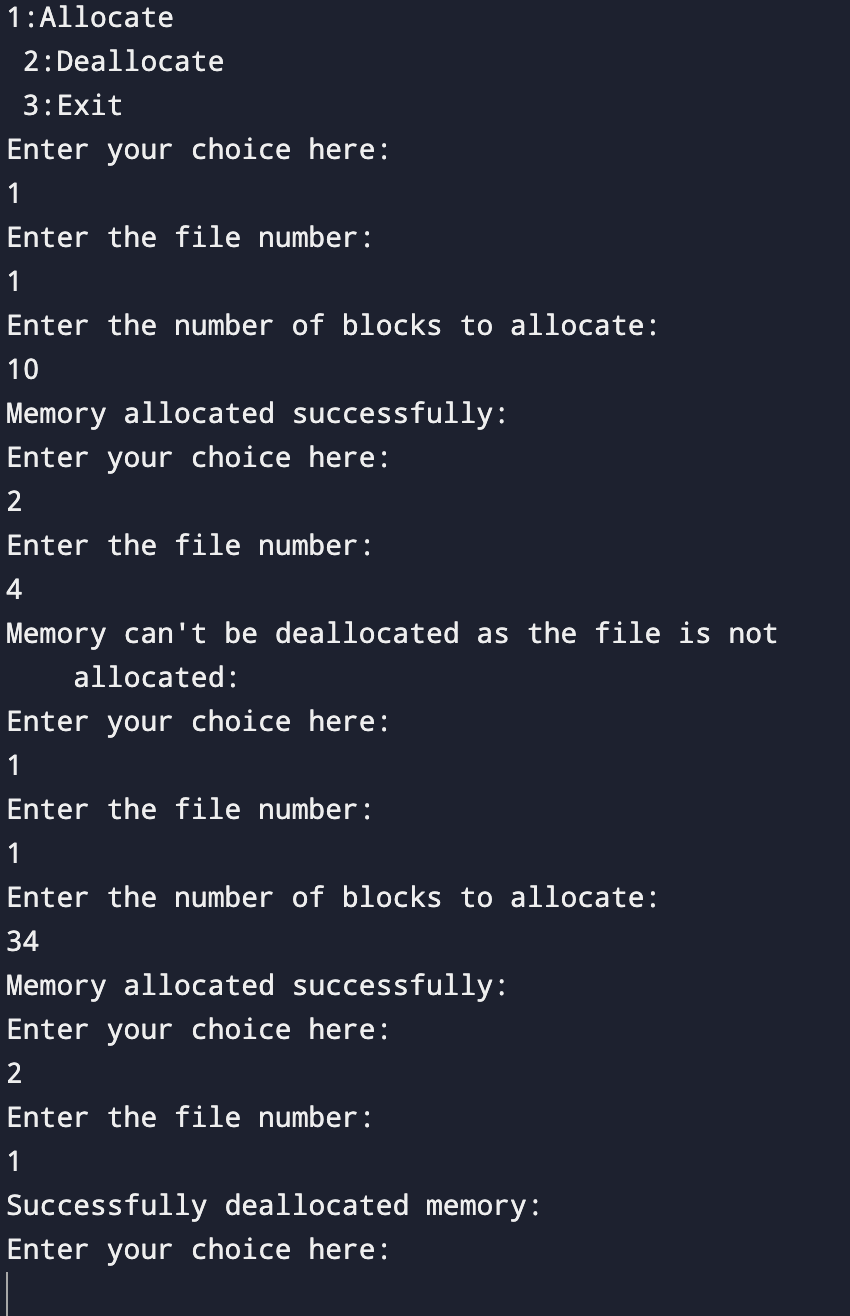 1:Allocate
 2:Deallocate
 3:Exit
Enter your choice here:
1
Enter the file number:
1
Enter the number of blocks to allocate:
10
Memory allocated successfully:
Enter your choice here:
2
Enter the file number:
4
Memory can't be deallocated as the file is not
    allocated:
Enter your choice here:
1
Enter the file number:
1
Enter the number of blocks to allocate:
34
Memory allocated successfully:
Enter your choice here:
2
Enter the file number:
1
Successfully deallocated memory:
Enter your choice here: